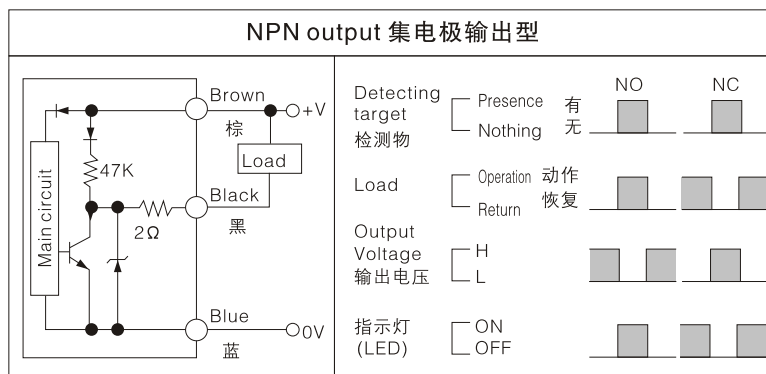 NPN output 集电极输出型
Brown
棕
+V
47K
Load
Main circuit
Black
黑
2Ω
Blue
蓝
0V
NO
NC
Detecting
target
检测物
Presence 有
Nothing 无
Load
Operation 动作
Return 恢复
Output
Voltage
输出电压
H
L
指示灯
(LED)
ON
OFF